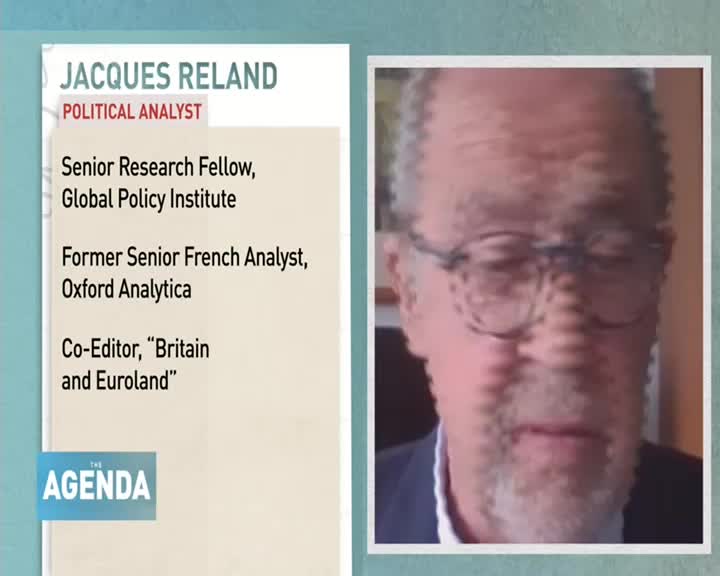 JACQUES RELAND
POLITICAL ANALYST
Senior Research Fellow,
Global Policy Institute
Former Senior French Analyst,
Oxford Analytica
Co-Editor, “Britain
and Euroland”
THE
AGENDA